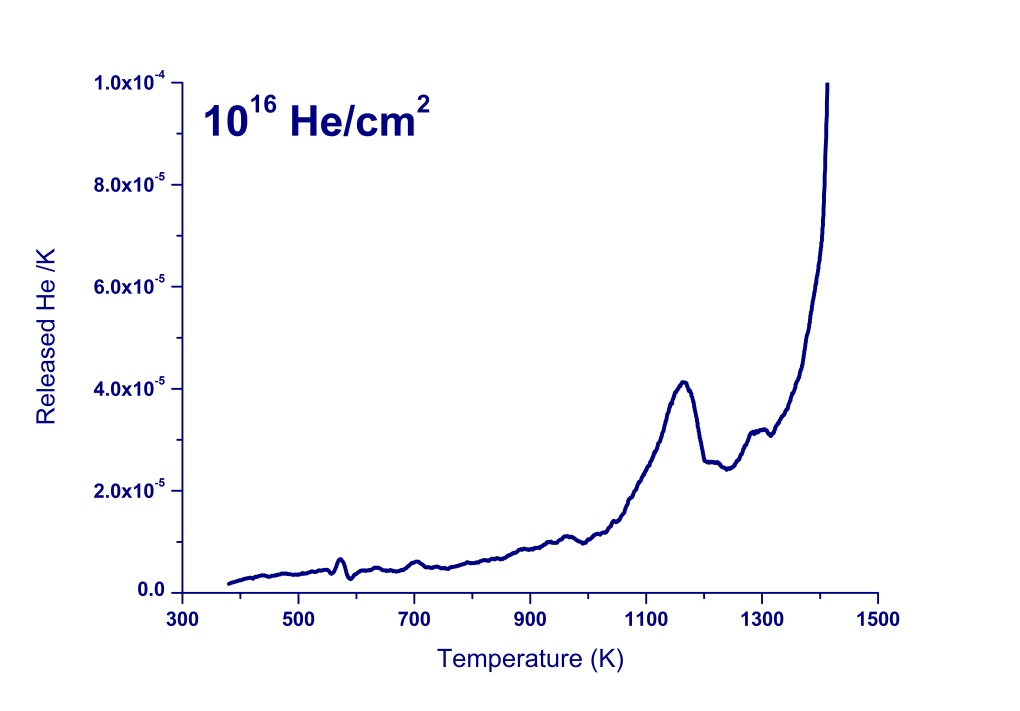 1.0x10⁻⁴
10¹⁶ He/cm²
8.0x10⁻⁵
6.0x10⁻⁵
4.0x10⁻⁵
2.0x10⁻⁵
0.0
Released He /K
300 500 700 900 1100 1300 1500
Temperature (K)